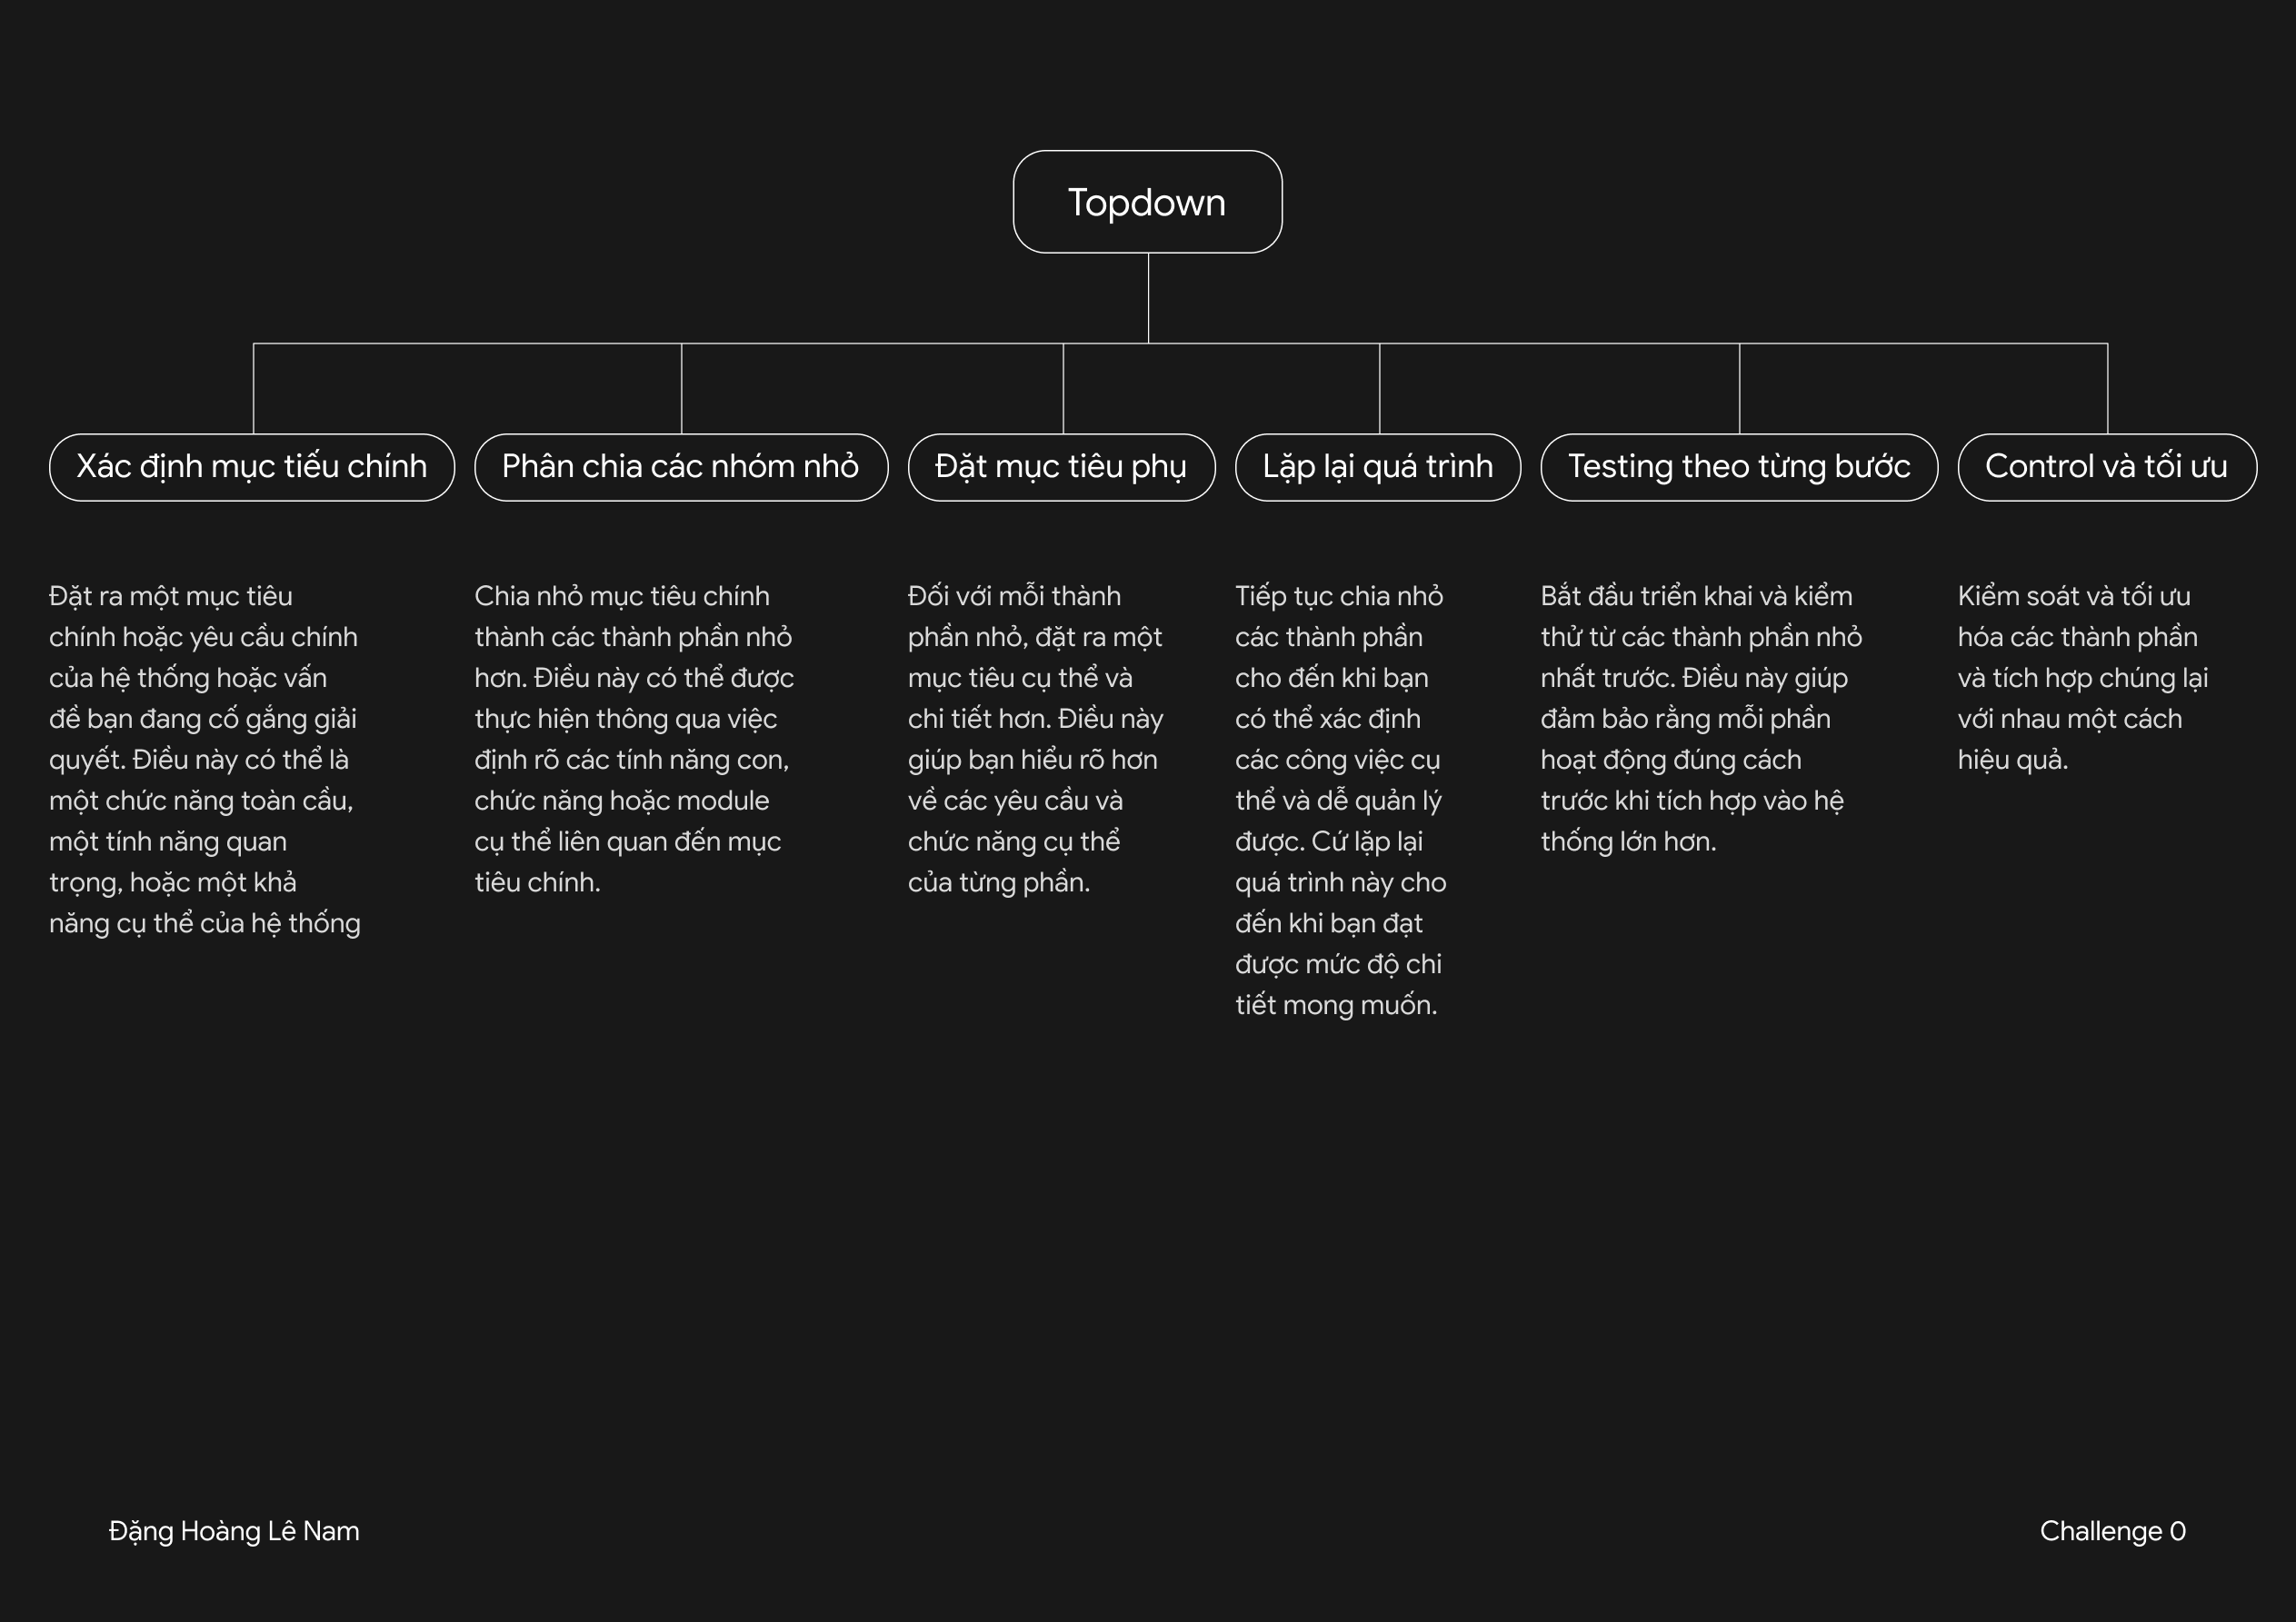 Topdown
Xác định mục tiếu chính
Phân chia các nhóm nhỏ
Đặt mục tiêu phụ
Lặp lại quá trình
Testing theo từng bước
Control và tối ưu
Đặt ra một mục tiêu
chính hoặc yêu cầu chính
của hệ thống hoặc vấn
đề bạn đang cố gắng giải
quyết. Điều này có thể là
một chức năng toàn cầu,
một tính năng quan
trọng, hoặc một khả
năng cụ thể của hệ thống
Chia nhỏ mục tiêu chính
thành các thành phần nhỏ
hơn. Điều này có thể được
thực hiện thông qua việc
định rõ các tính năng con,
chức năng hoặc module
cụ thể liên quan đến mục
tiêu chính.
Đối với mỗi thành
phần nhỏ, đặt ra một
mục tiêu cụ thể và
chi tiết hơn. Điều này
giúp bạn hiểu rõ hơn
về các yêu cầu và
chức năng cụ thể
của từng phần.
Tiếp tục chia nhỏ
các thành phần
cho đến khi bạn
có thể xác định
các công việc cụ
thể và dễ quản lý
được. Cứ lặp lại
quá trình này cho
đến khi bạn đạt
được mức độ chi
tiết mong muốn.
Bắt đầu triển khai và kiểm
thử từ các thành phần nhỏ
nhất trước. Điều này giúp
đảm bảo rằng mỗi phần
hoạt động đúng cách
trước khi tích hợp vào hệ
thống lớn hơn.
Kiểm soát và tối ưu
hóa các thành phần
và tích hợp chúng lại
với nhau một cách
hiệu quả.
Đặng Hoàng Lê Nam
Challenge 0